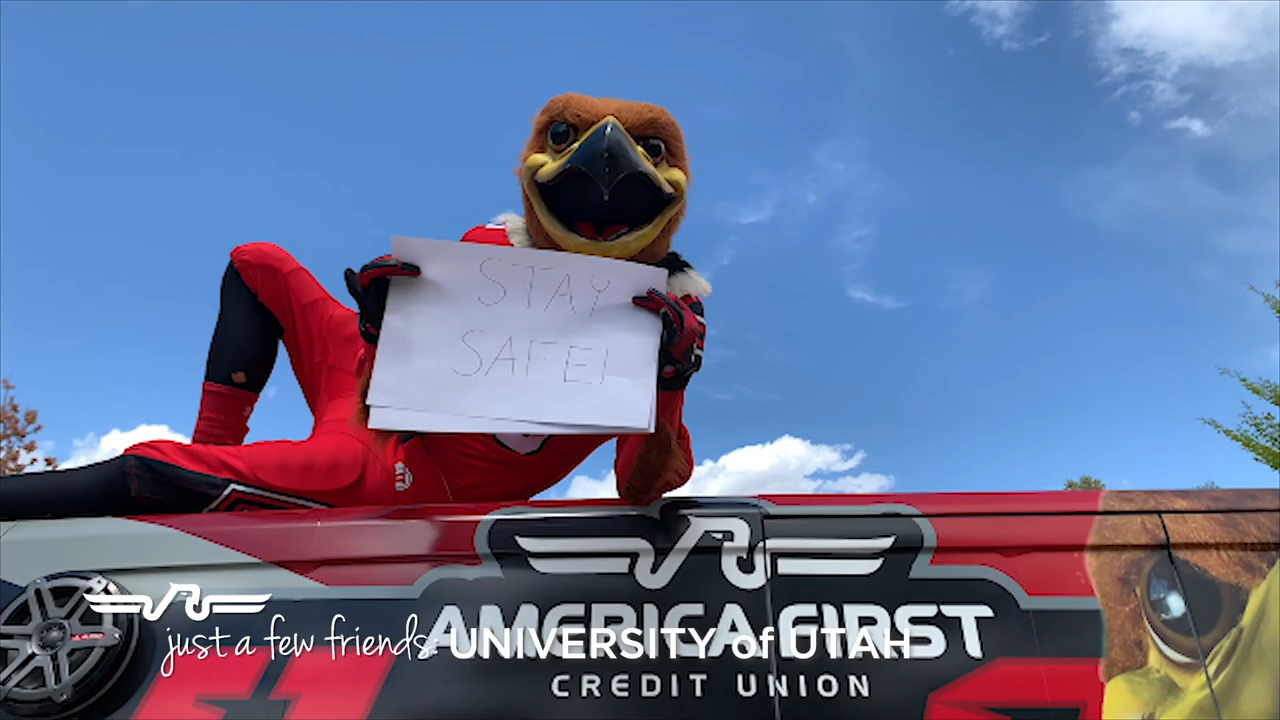 STAY
SAFE!
AMERICA FIRST
just a few friends: UNIVERSITY of UTAH
CREDIT UNION